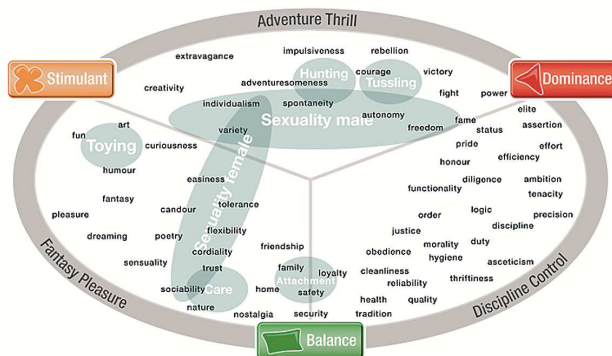 Adventure Thrill
impulsiveness
rebellion
extravagance
Hunting
courage
victory
Stimulant
Dominance
creativity
adventuresomeness
Tussling
fight
power
individualism
spontaneity
elite
autonomy
fame
Sexuality male
art
variety
freedom
status
assertion
fun
pride
effort
Toying
curiousness
honour
efficiency
humour
easiness
diligence
ambition
functionality
tenacity
fantasy
Sexuality female
candour
tolerance
order
logic
precision
pleasure
discipline
dreaming
poetry
flexibility
justice
duty
friendship
morality
cordiality
obedience
hygiene
sensuality
asceticism
trust
family
loyalty
cleanliness
Attachment
reliability
thriftiness
sociability
Care
home
safety
health
quality
nature
nostalgia
security
tradition
Fantasy Pleasure
Discipline Control
Balance